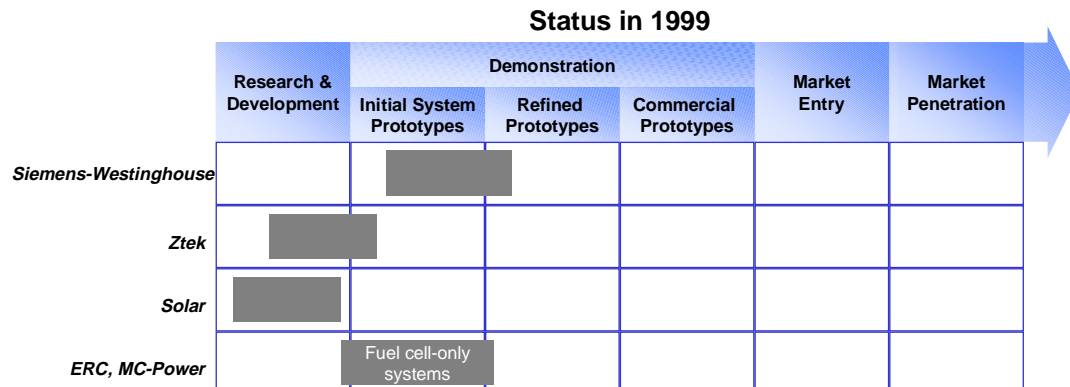 Status in 1999
Research &
Development
Demonstration
Initial System
Prototypes
Refined
Prototypes
Commercial
Prototypes
Market
Entry
Market
Penetration
Siemens-Westinghouse
Ztek
Solar
ERC, MC-Power
Fuel cell-only
systems